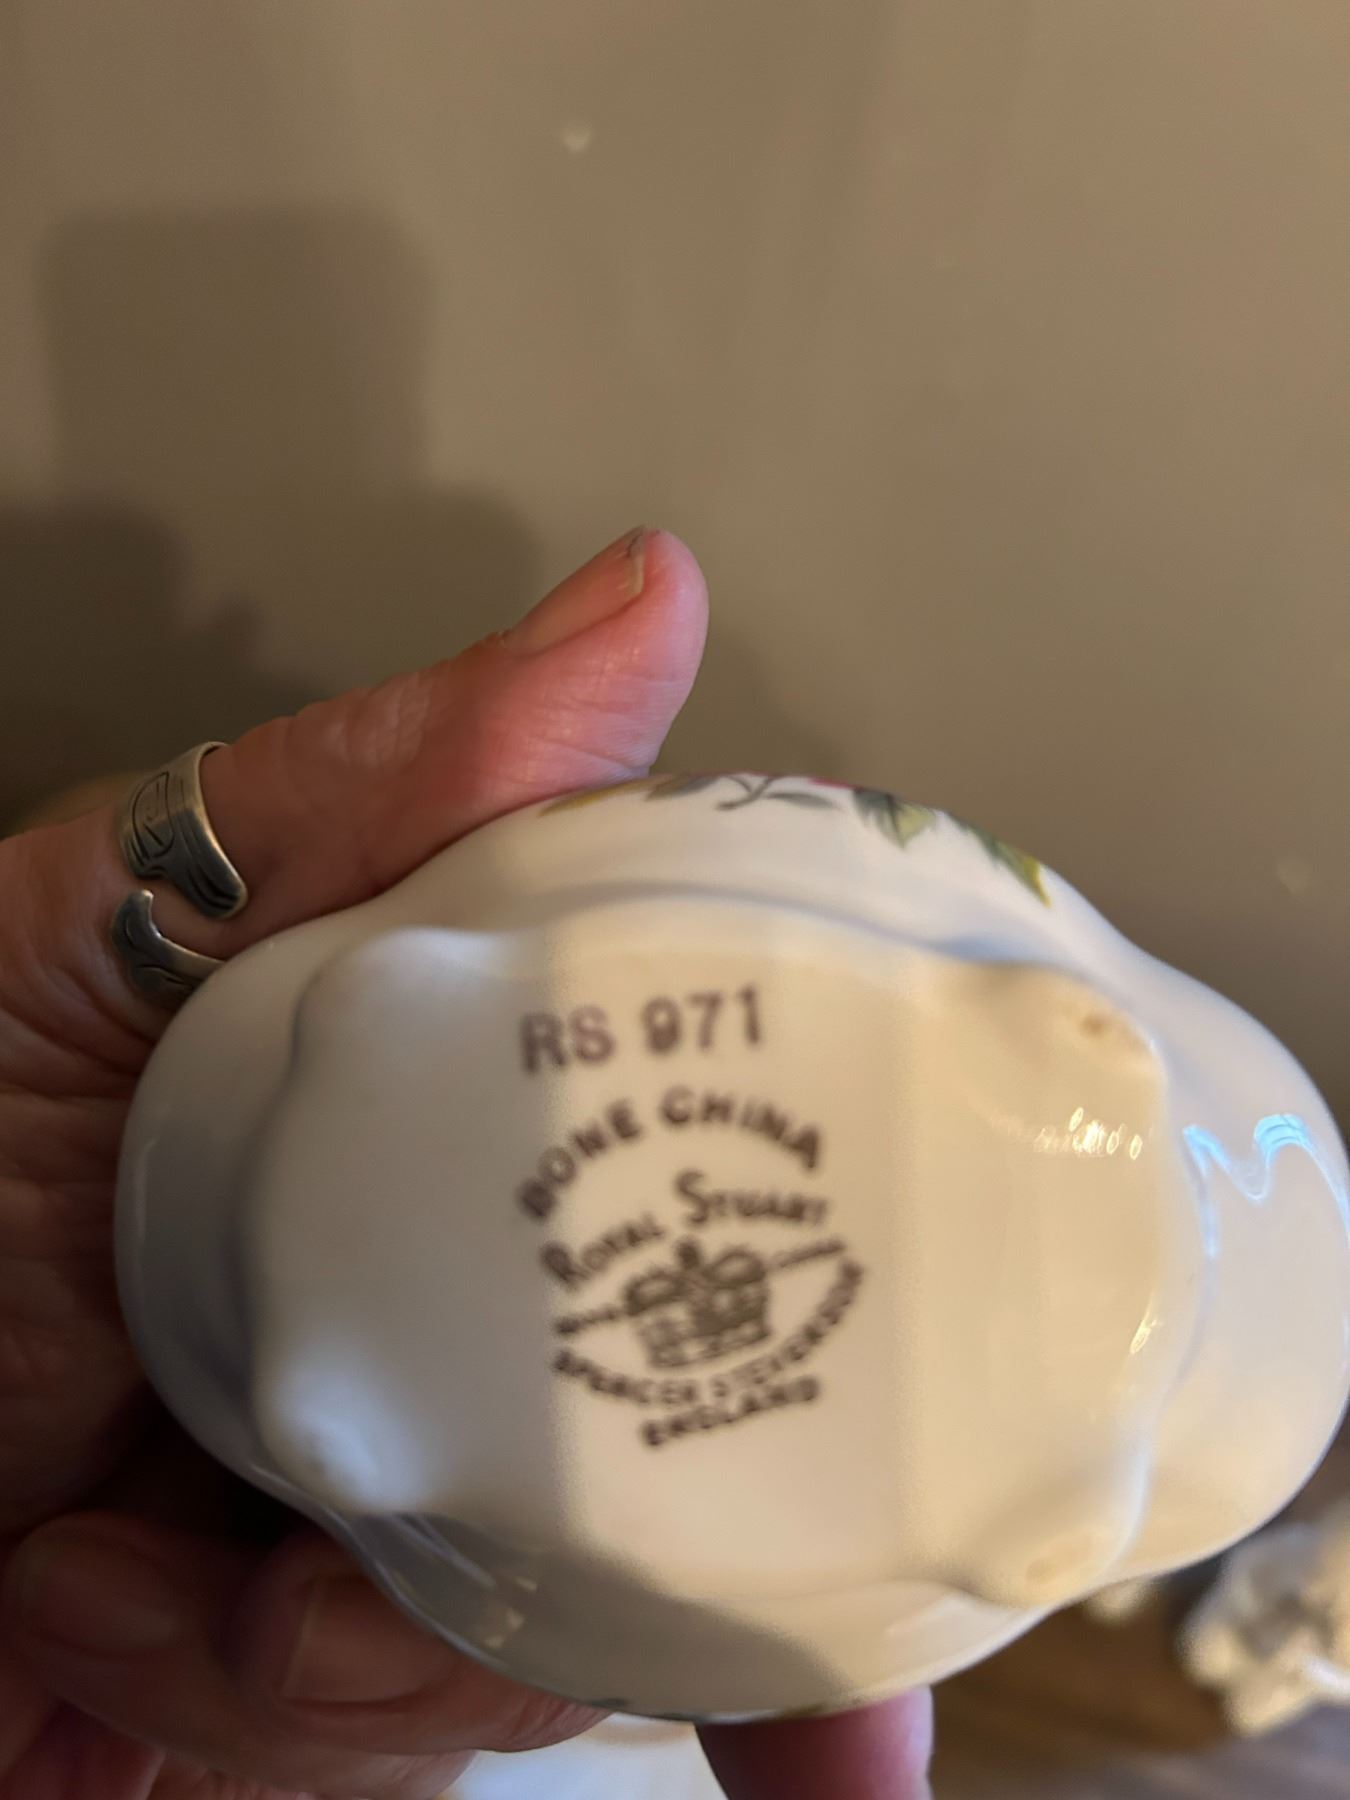 RS 971
BONE CHINA
ROYAL STUART
SPENCER STEVENSON
ENGLAND